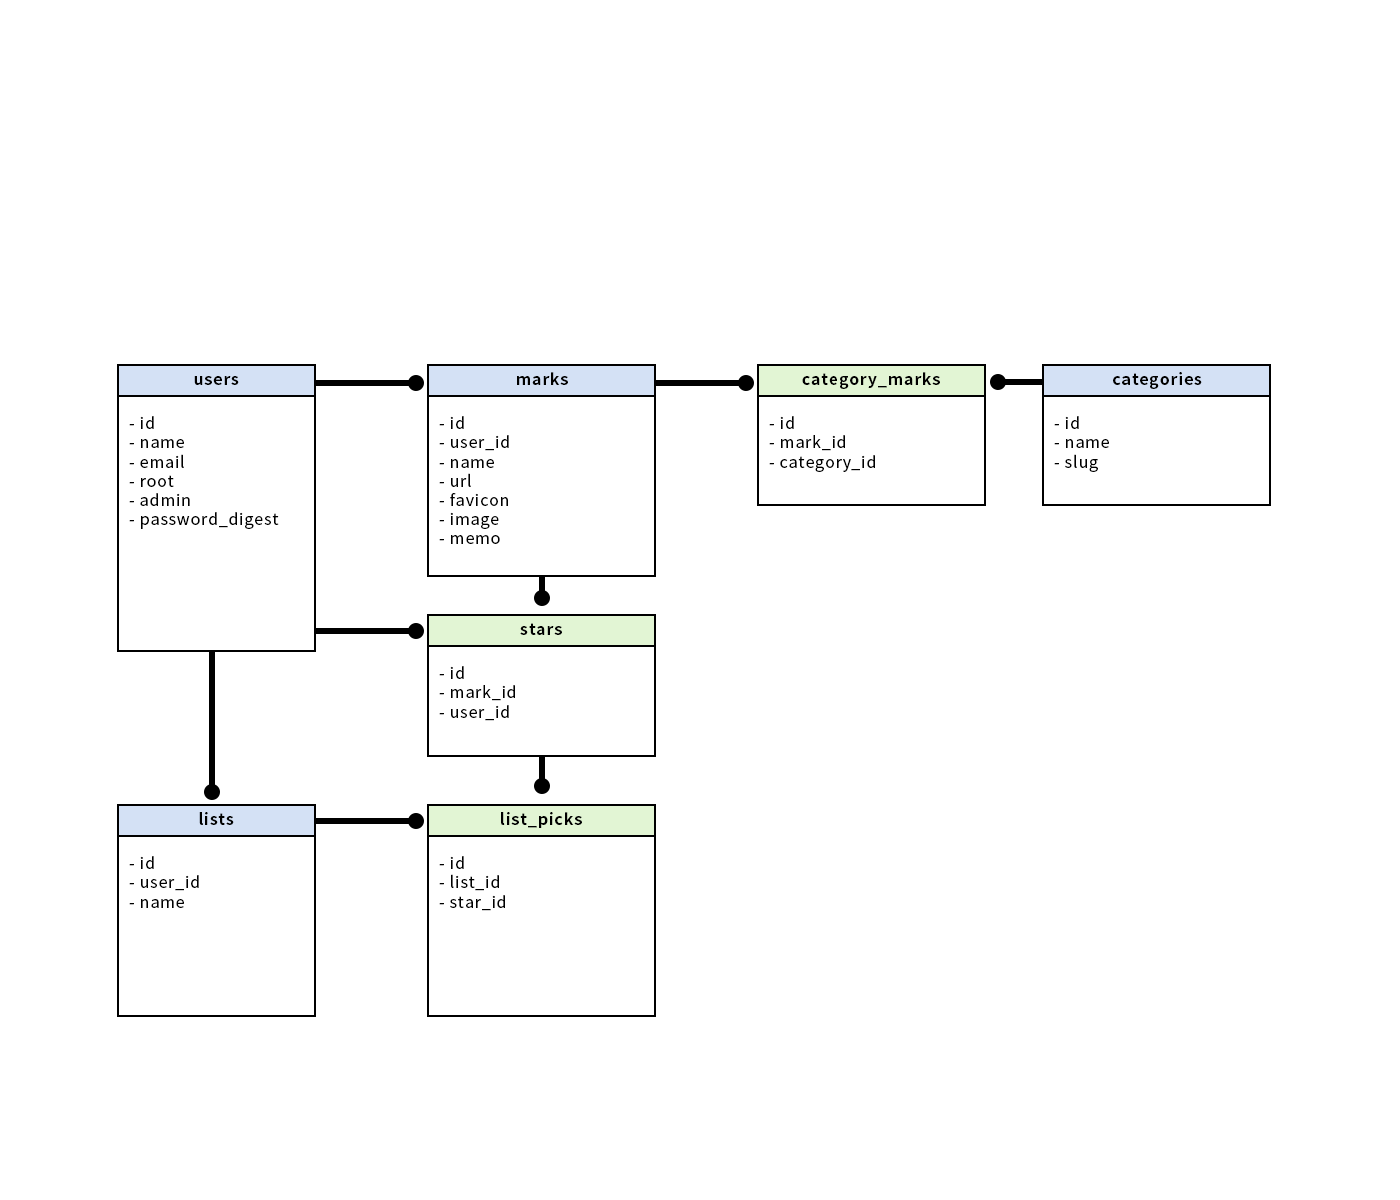 users
- id
- name
- email
- root
- admin
- password_digest
marks
- id
- user_id
- name
- url
- favicon
- image
- memo
category_marks
- id
- mark_id
- category_id
categories
- id
- name
- slug
stars
- id
- mark_id
- user_id
lists
- id
- user_id
- name
list_picks
- id
- list_id
- star_id